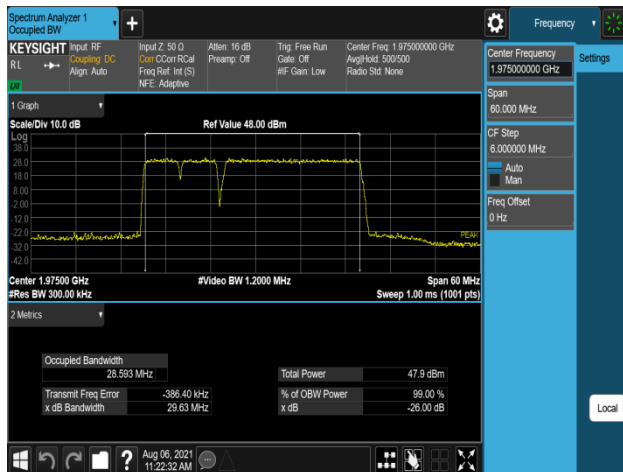 Spectrum Analyzer 1
Occupied BW
Frequency
KEYSIGHT
Input: RF
Coupling: DC
Align: Auto
RL
LXI
Input Z: 50 Ω
Corr CCorr RCal
Freq Ref: Int (S)
NFE: Adaptive
Atten: 16 dB
Preamp: Off
Trig: Free Run
Gate: Off
#IF Gain: Low
Center Freq: 1.975000000 GHz
Avg|Hold: 500/500
Radio Std: None
Center Frequency
1.975000000 GHz
Settings
Span
60.000 MHz
CF Step
6.000000 MHz
Auto
Man
Freq Offset
0 Hz
1 Graph
Scale/Div 10.0 dB
Ref Value 48.00 dBm
Log
38.0
28.0
18.0
8.00
-2.00
-12.0
-22.0
-32.0
-42.0
PEAK
Center 1.97500 GHz
#Video BW 1.2000 MHz
Span 60 MHz
#Res BW 300.00 kHz
Sweep 1.00 ms (1001 pts)
2 Metrics
Occupied Bandwidth
28.593 MHz
Total Power
47.9 dBm
Transmit Freq Error
-386.40 kHz
% of OBW Power
99.00 %
x dB Bandwidth
29.63 MHz
x dB
-26.00 dB
Local
?
Aug 06, 2021
11:22:32 AM